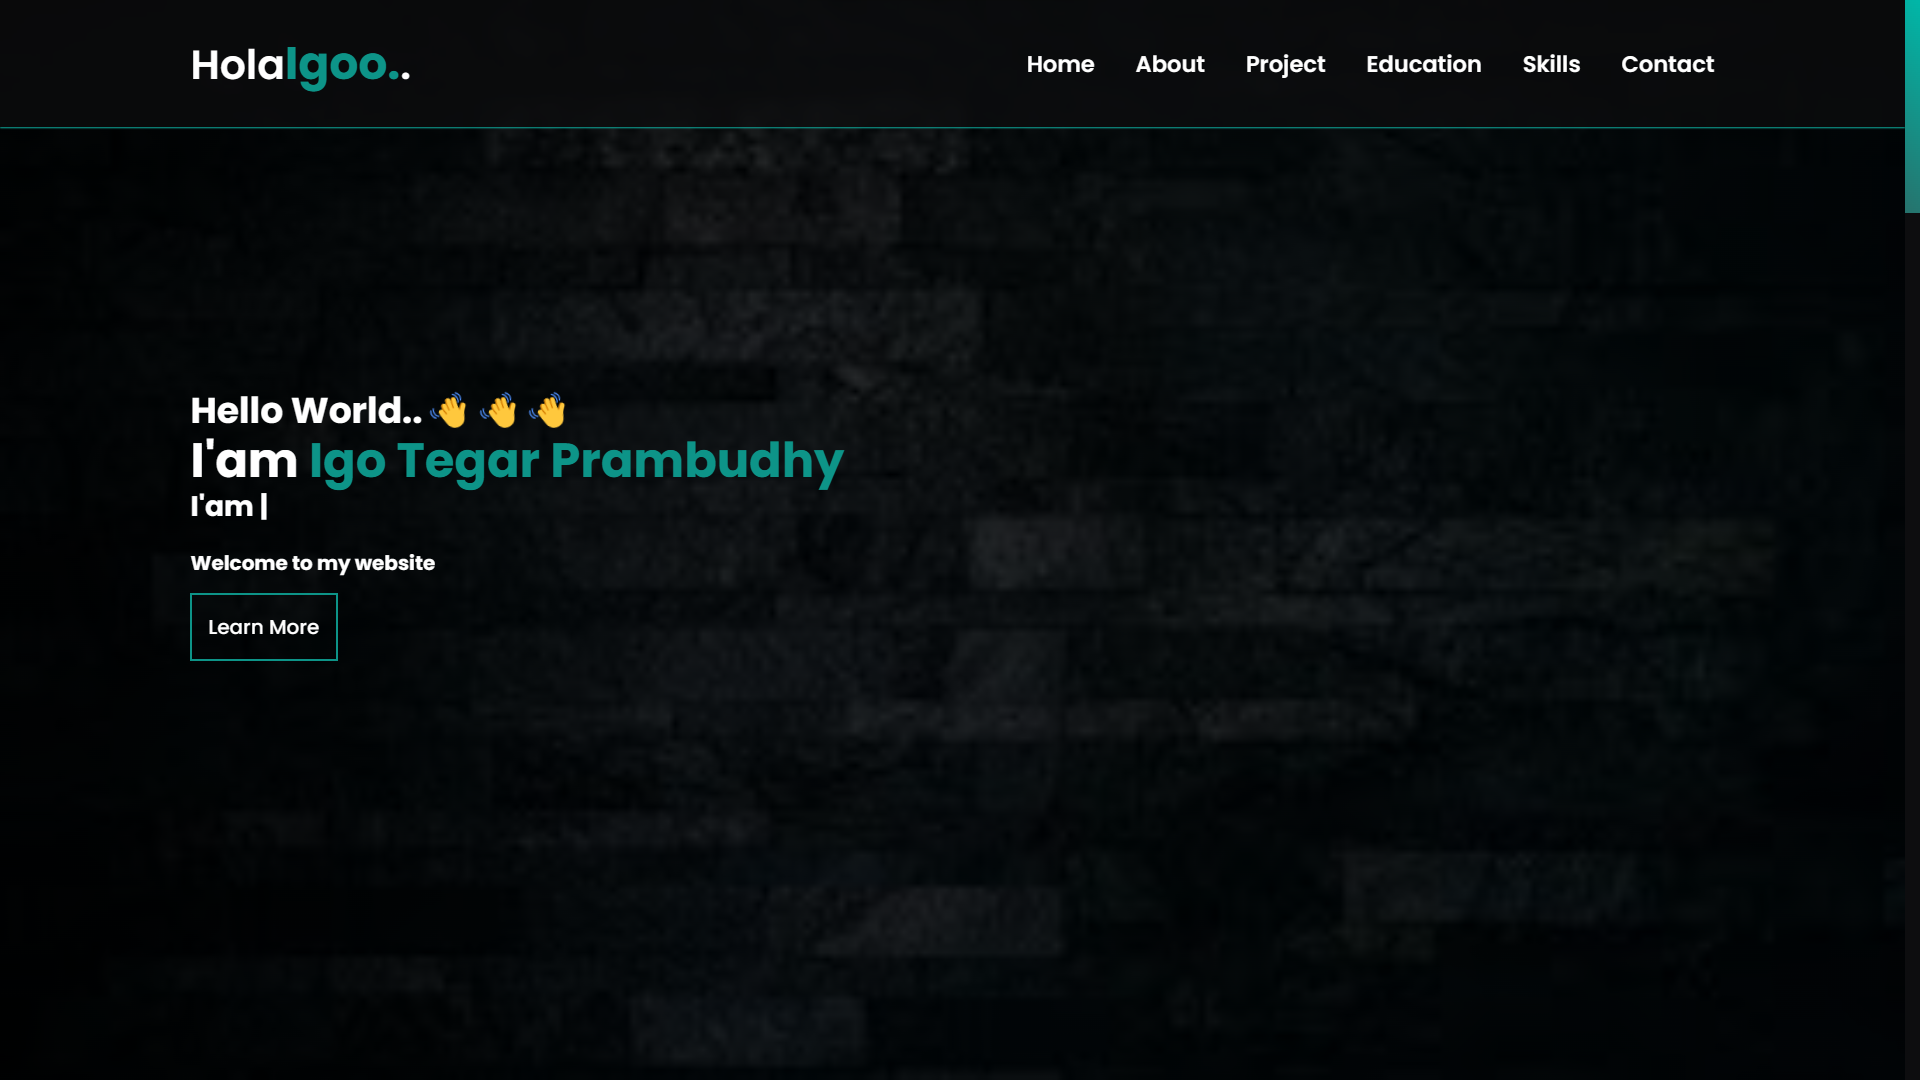 HolaIgoo..
Home About Project Education Skills Contact
Hello World.. 👋 👋 👋
I'am Igo Tegar Prambudhy
I'am |
Welcome to my website
Learn More